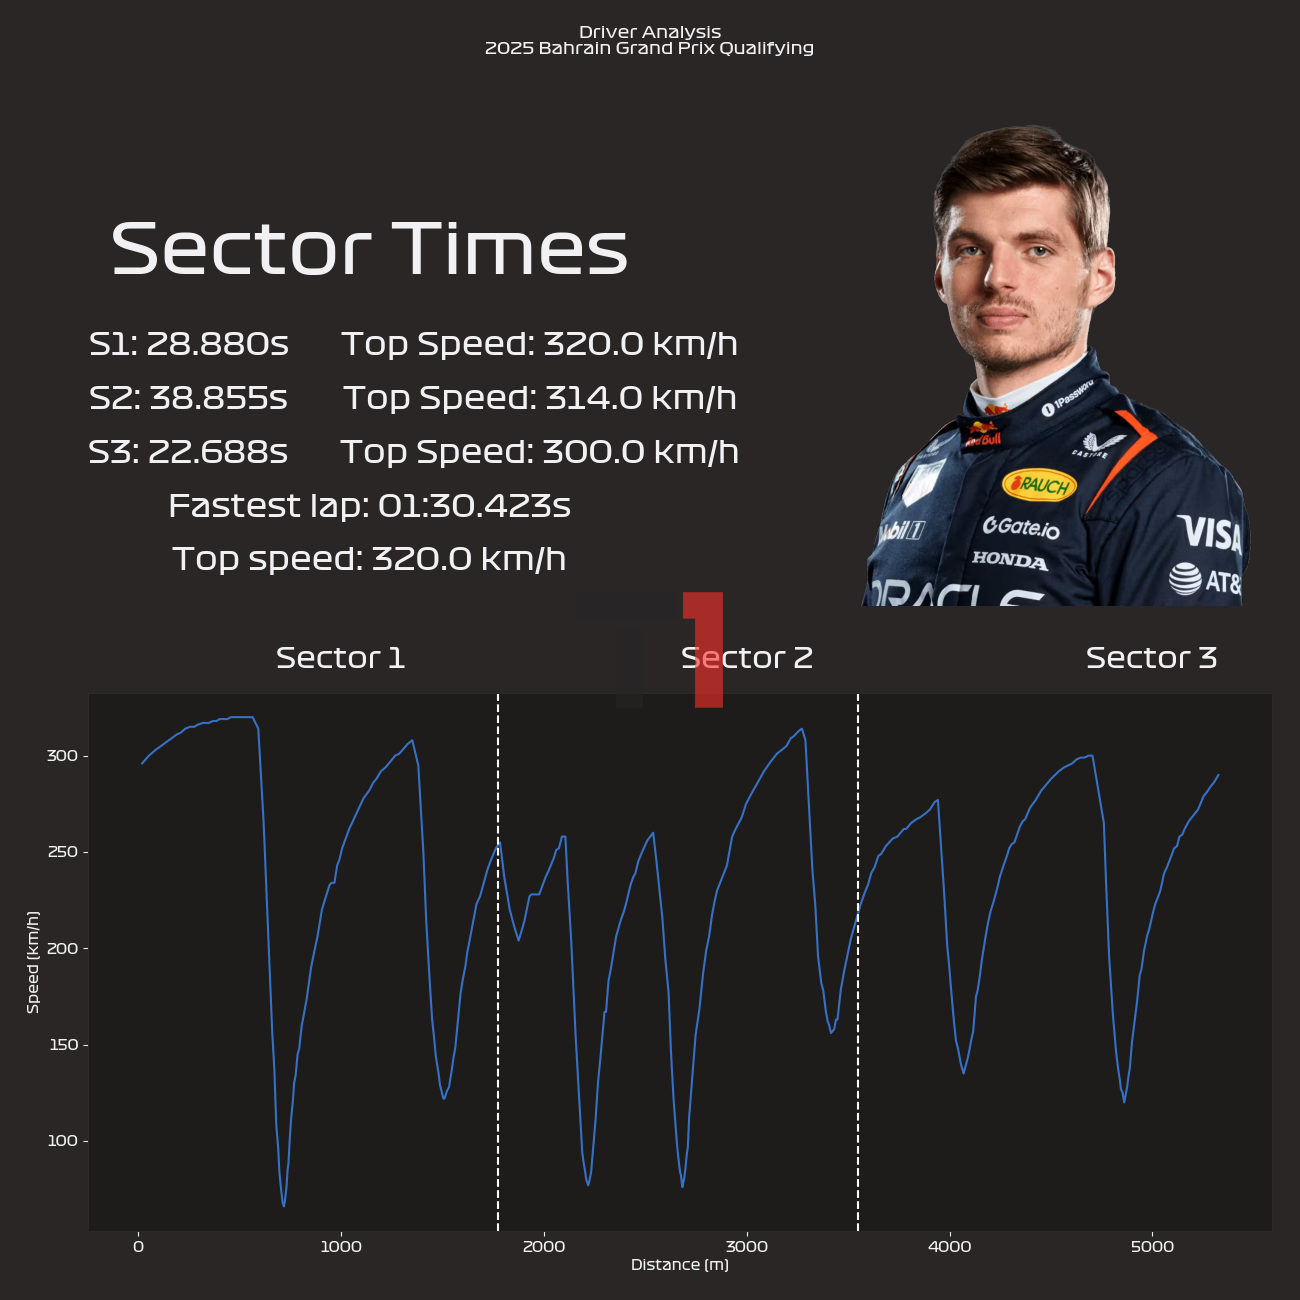 Driver Analysis
2025 Bahrain Grand Prix Qualifying
Sector Times
S1: 28.880s Top Speed: 320.0 km/h
S2: 38.855s Top Speed: 314.0 km/h
S3: 22.688s Top Speed: 300.0 km/h
Fastest lap: 01:30.423s
Top speed: 320.0 km/h
1Password
Red Bull
CASTORE
RAUCH
Mobil 1
Gate.io
HONDA
VISA
AT&
ORACLE
T1
Sector 1 Sector 2 Sector 3
300
250
200
150
100
Speed (km/h)
0 1000 2000 3000 4000 5000
Distance (m)